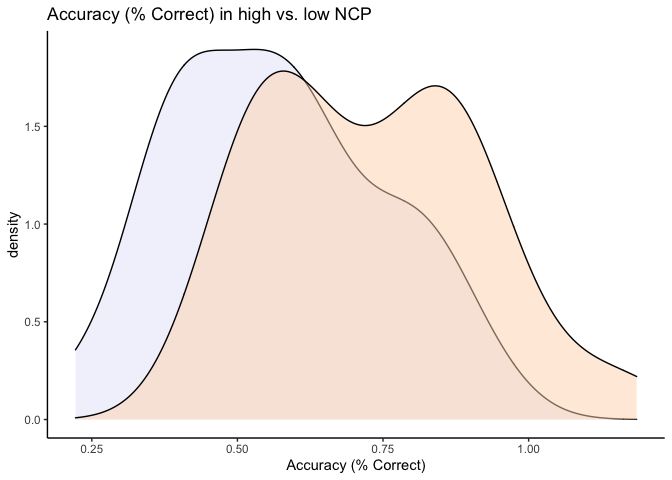 Accuracy (% Correct) in high vs. low NCP
1.5
1.0
0.5
0.0
density
0.25 0.50 0.75 1.00
Accuracy (% Correct)